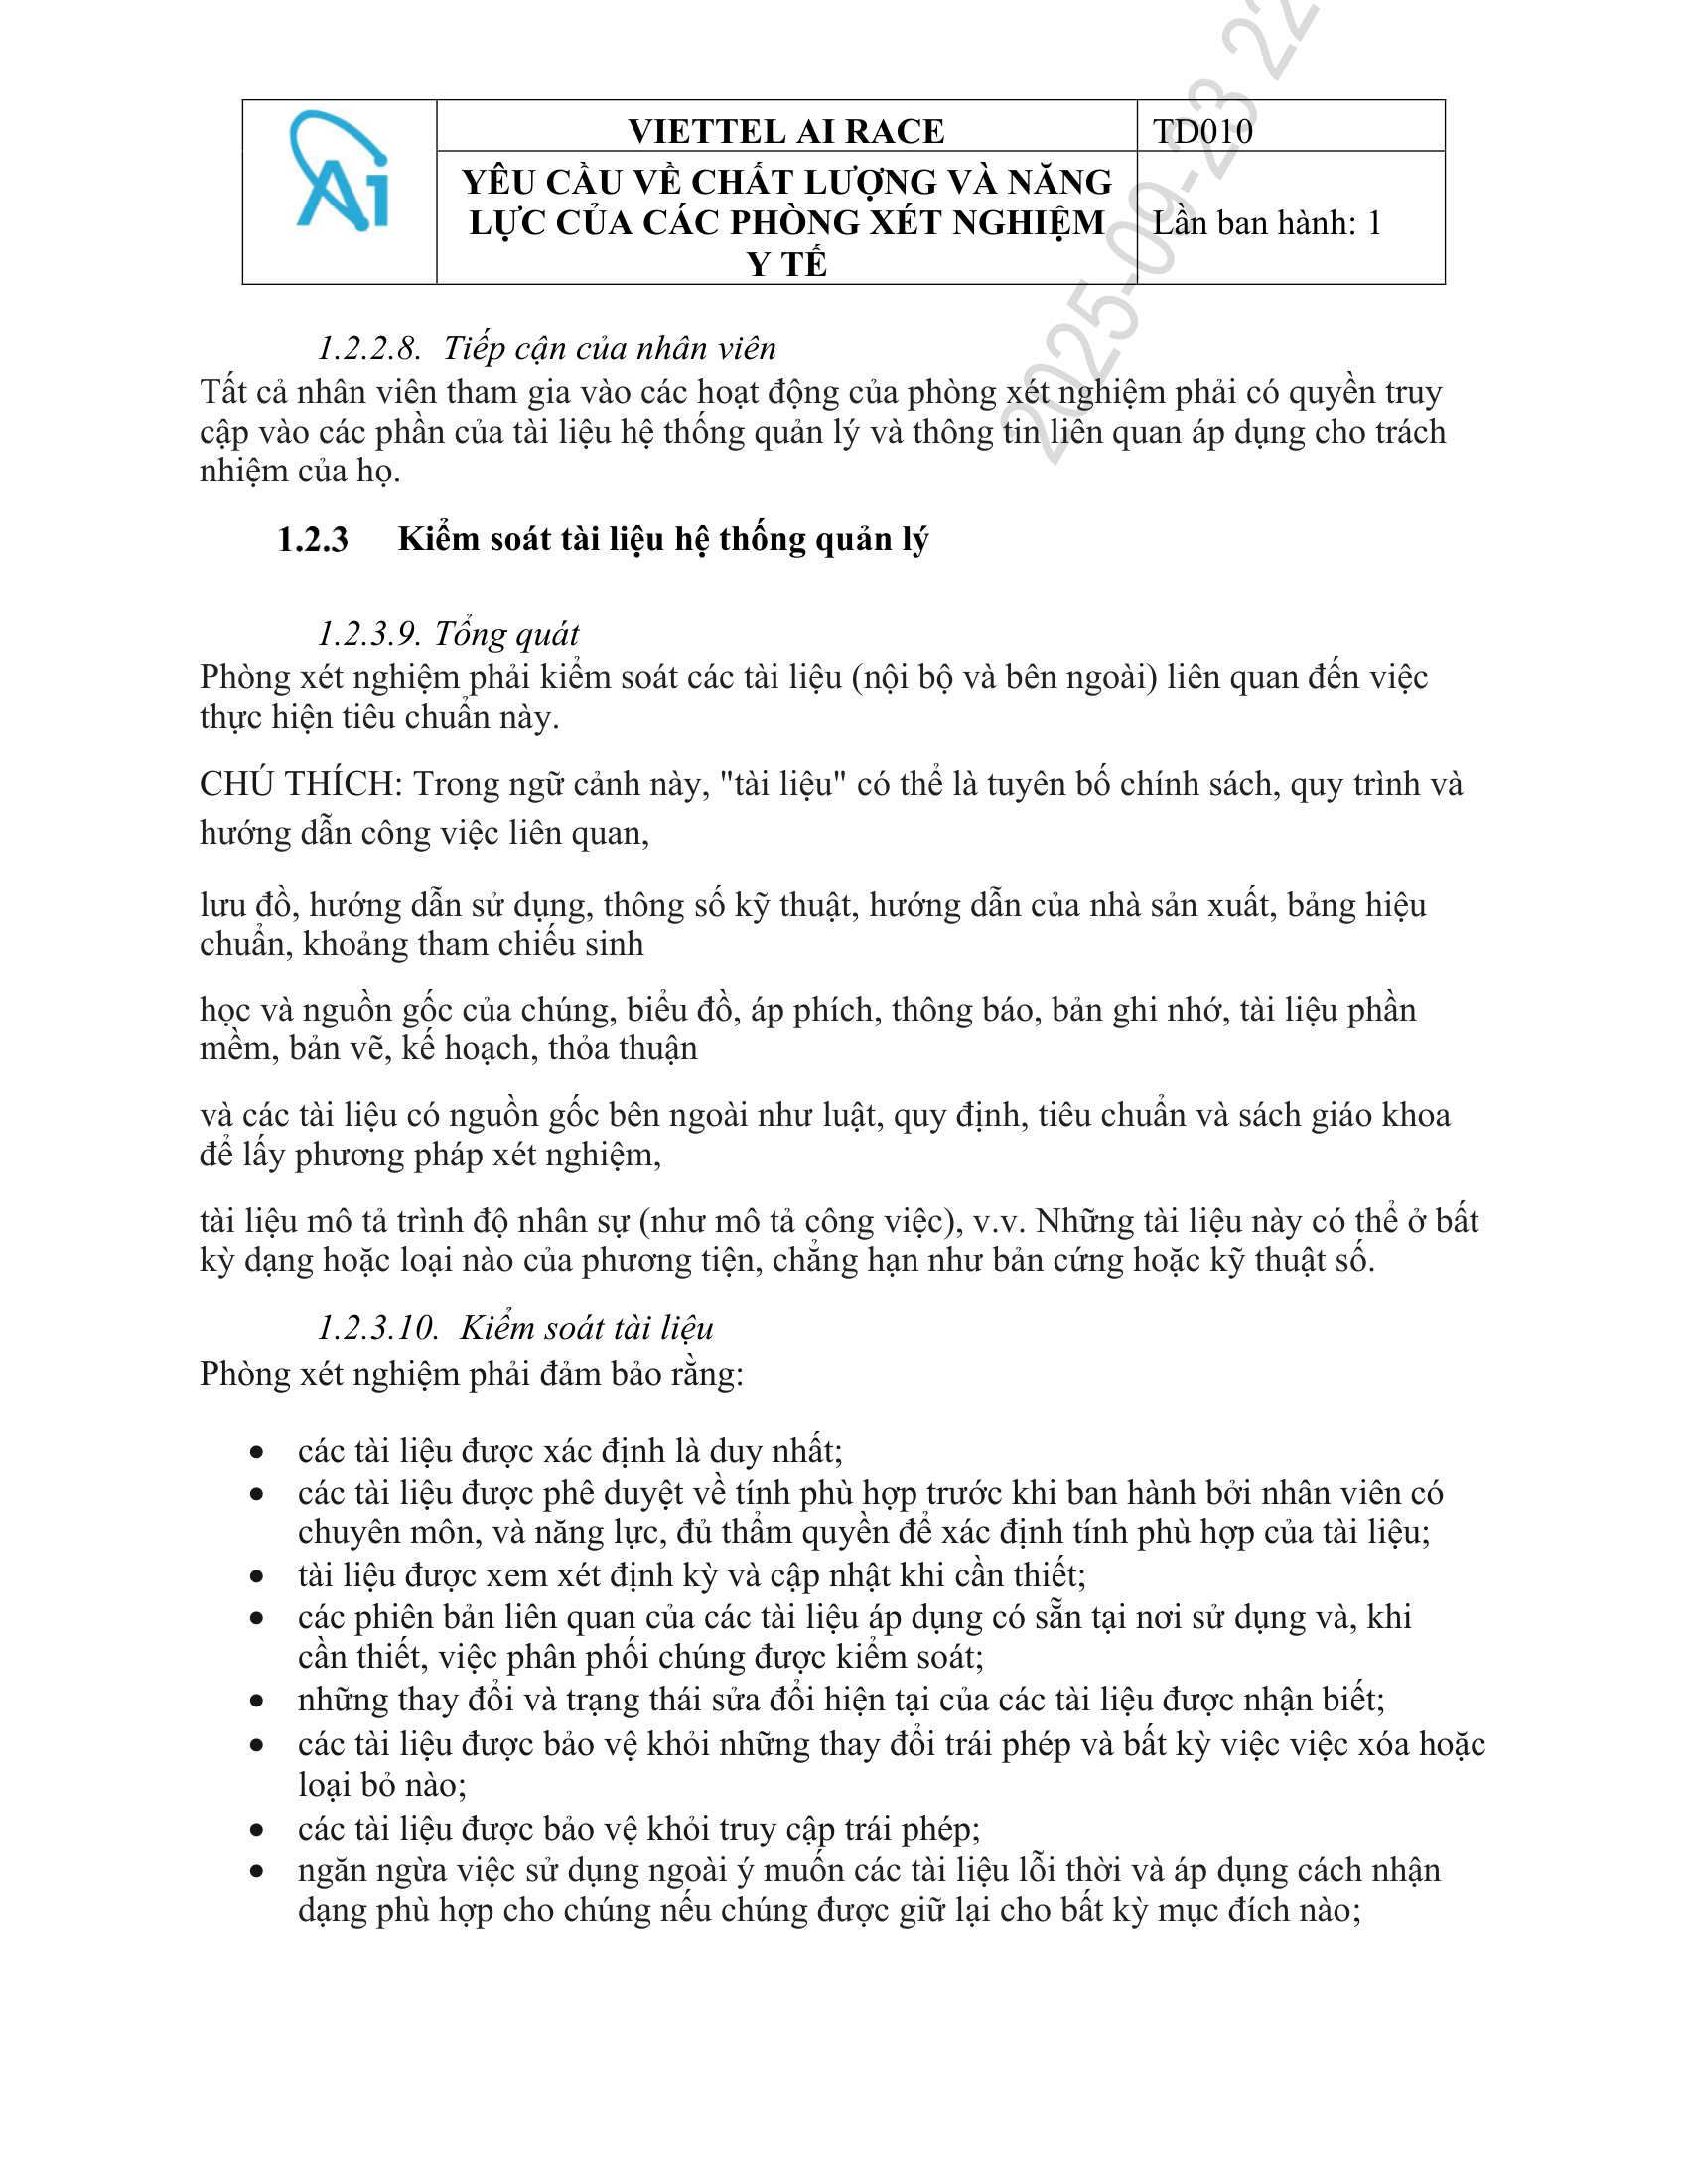 Ai
VIETTEL AI RACE
TD010
YÊU CẦU VỀ CHẤT LƯỢNG VÀ NĂNG
LỰC CỦA CÁC PHÒNG XÉT NGHIỆM
Y TẾ
Lần ban hành: 1
2025-09-23 22
1.2.2.8. Tiếp cận của nhân viên
Tất cả nhân viên tham gia vào các hoạt động của phòng xét nghiệm phải có quyền truy
cập vào các phần của tài liệu hệ thống quản lý và thông tin liên quan áp dụng cho trách
nhiệm của họ.
1.2.3 Kiểm soát tài liệu hệ thống quản lý
1.2.3.9. Tổng quát
Phòng xét nghiệm phải kiểm soát các tài liệu (nội bộ và bên ngoài) liên quan đến việc
thực hiện tiêu chuẩn này.
CHÚ THÍCH: Trong ngữ cảnh này, "tài liệu" có thể là tuyên bố chính sách, quy trình và
hướng dẫn công việc liên quan,
lưu đồ, hướng dẫn sử dụng, thông số kỹ thuật, hướng dẫn của nhà sản xuất, bảng hiệu
chuẩn, khoảng tham chiếu sinh
học và nguồn gốc của chúng, biểu đồ, áp phích, thông báo, bản ghi nhớ, tài liệu phần
mềm, bản vẽ, kế hoạch, thỏa thuận
và các tài liệu có nguồn gốc bên ngoài như luật, quy định, tiêu chuẩn và sách giáo khoa
để lấy phương pháp xét nghiệm,
tài liệu mô tả trình độ nhân sự (như mô tả công việc), v.v. Những tài liệu này có thể ở bất
kỳ dạng hoặc loại nào của phương tiện, chẳng hạn như bản cứng hoặc kỹ thuật số.
1.2.3.10. Kiểm soát tài liệu
Phòng xét nghiệm phải đảm bảo rằng:
• các tài liệu được xác định là duy nhất;
• các tài liệu được phê duyệt về tính phù hợp trước khi ban hành bởi nhân viên có
chuyên môn, và năng lực, đủ thẩm quyền để xác định tính phù hợp của tài liệu;
• tài liệu được xem xét định kỳ và cập nhật khi cần thiết;
• các phiên bản liên quan của các tài liệu áp dụng có sẵn tại nơi sử dụng và, khi
cần thiết, việc phân phối chúng được kiểm soát;
• những thay đổi và trạng thái sửa đổi hiện tại của các tài liệu được nhận biết;
• các tài liệu được bảo vệ khỏi những thay đổi trái phép và bất kỳ việc việc xóa hoặc
loại bỏ nào;
• các tài liệu được bảo vệ khỏi truy cập trái phép;
• ngăn ngừa việc sử dụng ngoài ý muốn các tài liệu lỗi thời và áp dụng cách nhận
dạng phù hợp cho chúng nếu chúng được giữ lại cho bất kỳ mục đích nào;